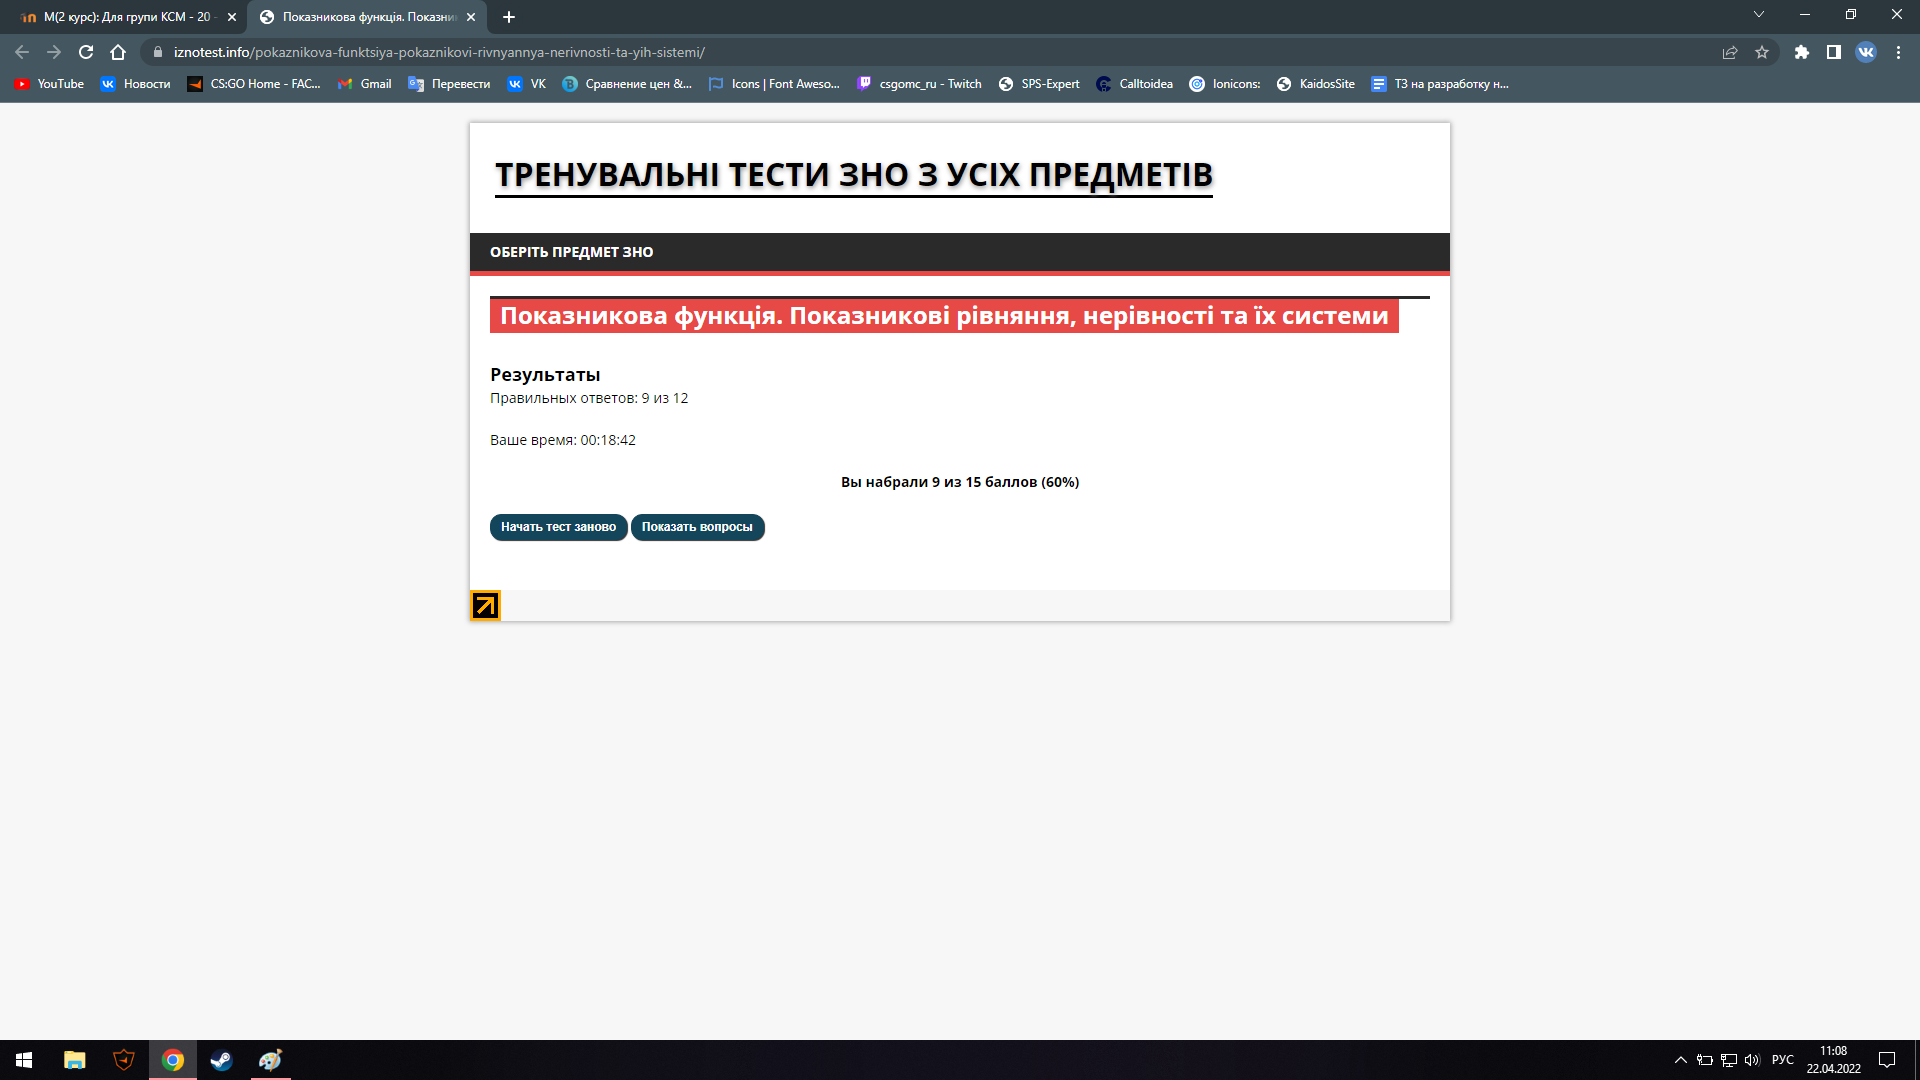 М(2 курс): Для групи КСМ - 20 -
Показникова функція. Показник
iznotest.info/pokaznikova-funktsiya-pokaznikovi-rivnyannya-nerivnosti-ta-yih-sistemi/
YouTube Новости CS:GO Home - FAC... Gmail Перевести VK Сравнение цен &... Icons | Font Aweso... csgomc_ru - Twitch SPS-Expert Calltoidea Ionicons: KaidosSite ТЗ на разработку н...
ТРЕНУВАЛЬНІ ТЕСТИ ЗНО З УСІХ ПРЕДМЕТІВ
ОБЕРІТЬ ПРЕДМЕТ ЗНО
Показникова функція. Показникові рівняння, нерівності та їх системи
Результаты
Правильных ответов: 9 из 12
Ваше время: 00:18:42
Вы набрали 9 из 15 баллов (60%)
Начать тест заново Показать вопросы
РУС
11:08
22.04.2022